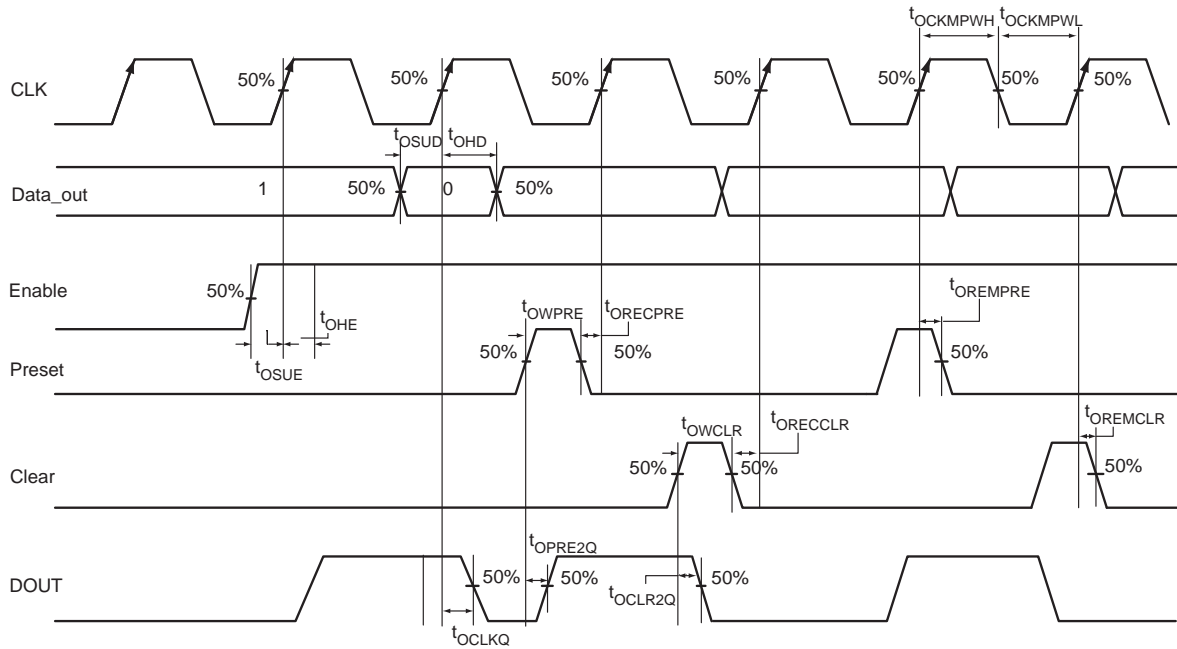 tOCKMPWH tOCKMPWL
CLK 50% 50% 50% 50% 50% 50% 50%
tOSUD tOHD
Data_out 1 50% 0 50%
Enable 50%
tOHE
tOSUE
tOWPRE tORECPRE tOREMPRE
Preset 50% 50% 50%
tOWCLR tORECCLR tOREMCLR
Clear 50% 50% 50%
tOPRE2Q
DOUT 50% 50% 50%
tOCLR2Q
tOCLKQ